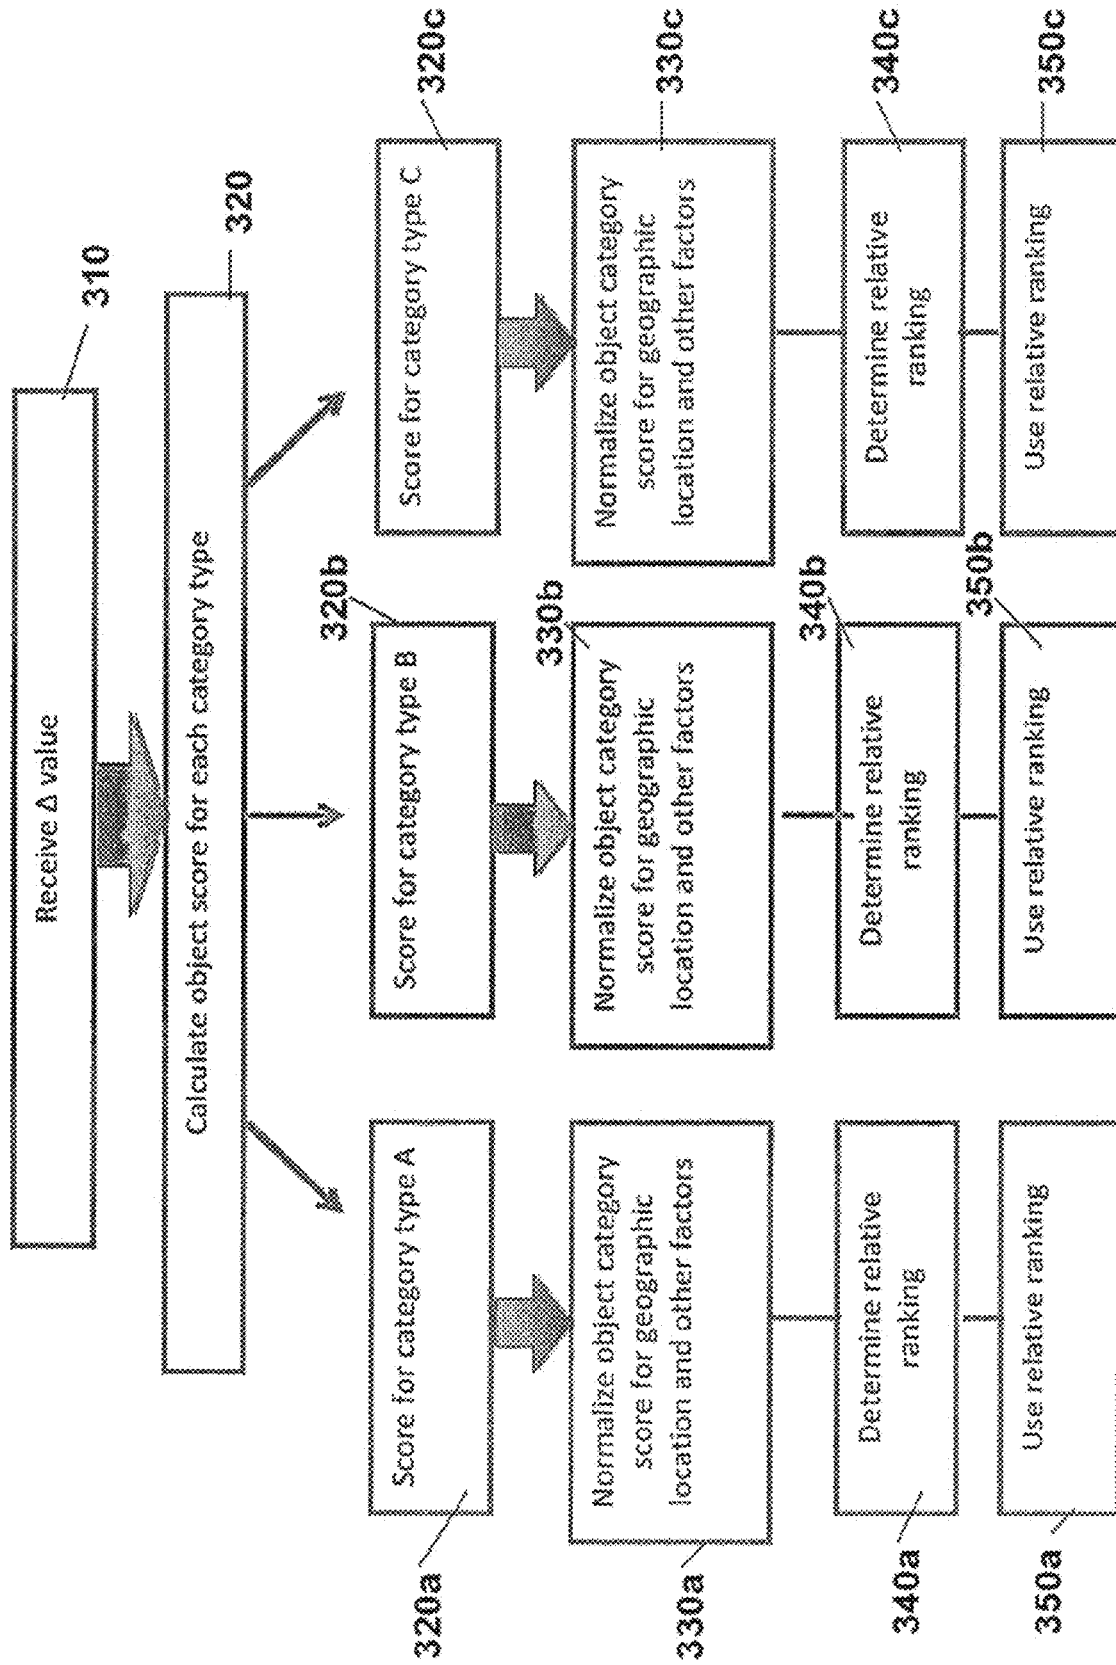 Receive Δ value
310
Calculate object score for each category type
320
Score for category type A
320a
Score for category type B
320b
Score for category type C
320c
Normalize object category
score for geographic
location and other factors
330a
Normalize object category
score for geographic
location and other factors
330b
Normalize object category
score for geographic
location and other factors
330c
Determine relative
ranking
340a
Determine relative
ranking
340b
Determine relative
ranking
340c
Use relative ranking
350a
Use relative ranking
350b
Use relative ranking
350c